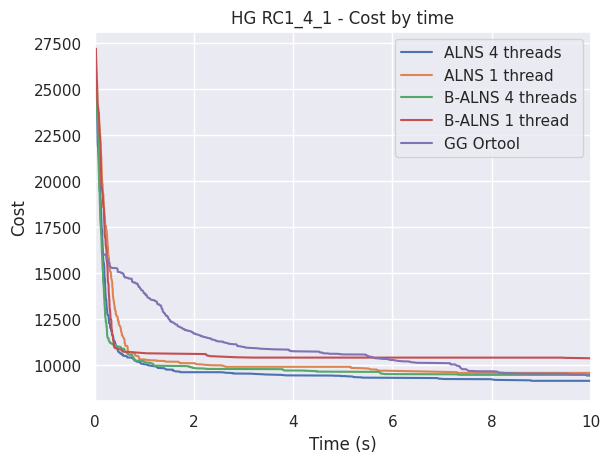 HG RC1_4_1 - Cost by time
27500
25000
22500
20000
17500
15000
12500
10000
Cost
ALNS 4 threads
ALNS 1 thread
B-ALNS 4 threads
B-ALNS 1 thread
GG Ortool
0
2
4
6
8
10
Time (s)